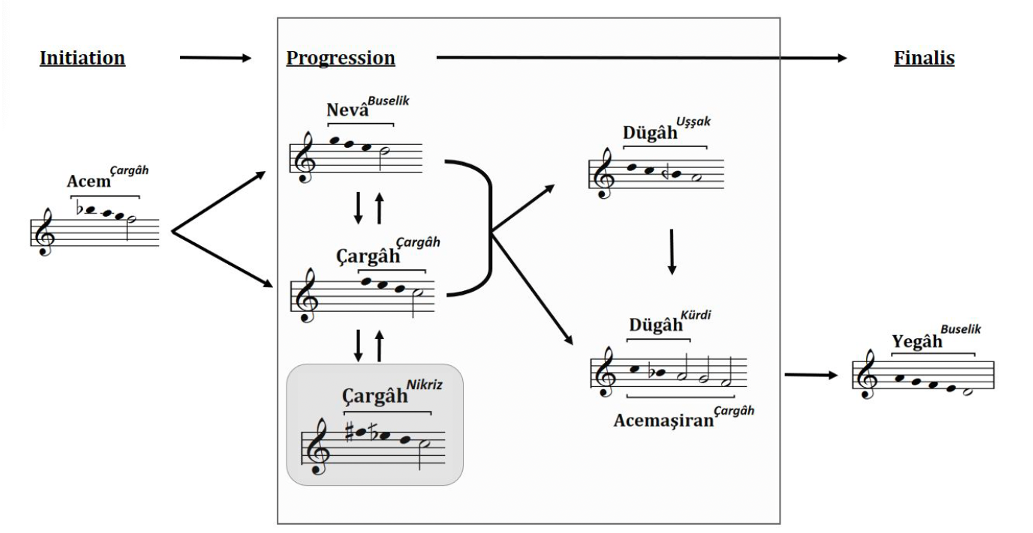 Initiation
Progression
Finalis
Nevâ Buselik
Dügâh Uşşak
Acem Çargâh
Çargâh Çargâh
Dügâh Kürdi
Yegâh Buselik
Çargâh Nikriz
Acemaşiran Çargâh